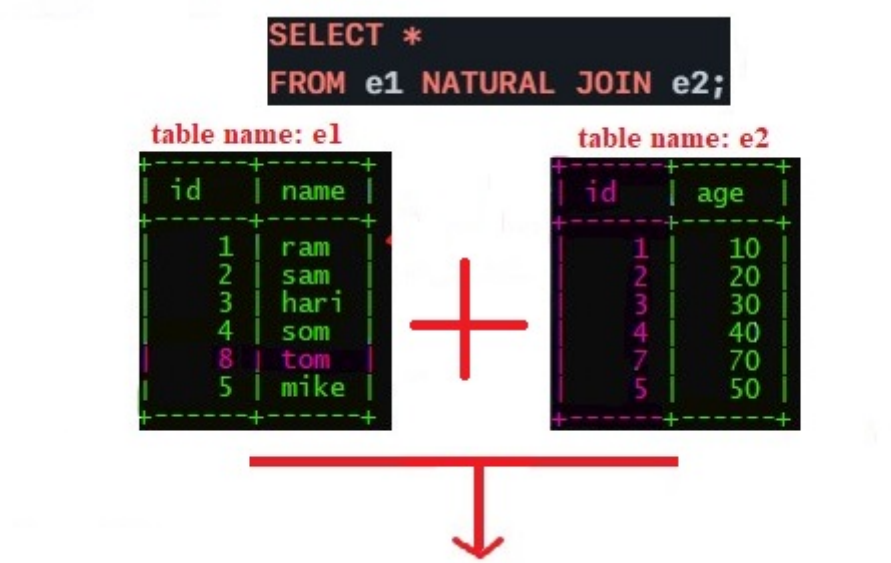 SELECT *
FROM e1 NATURAL JOIN e2;
table name: e1
id name
1 ram
2 sam
3 hari
4 som
8 tom
5 mike
table name: e2
id age
1 10
2 20
3 30
4 40
7 70
5 50